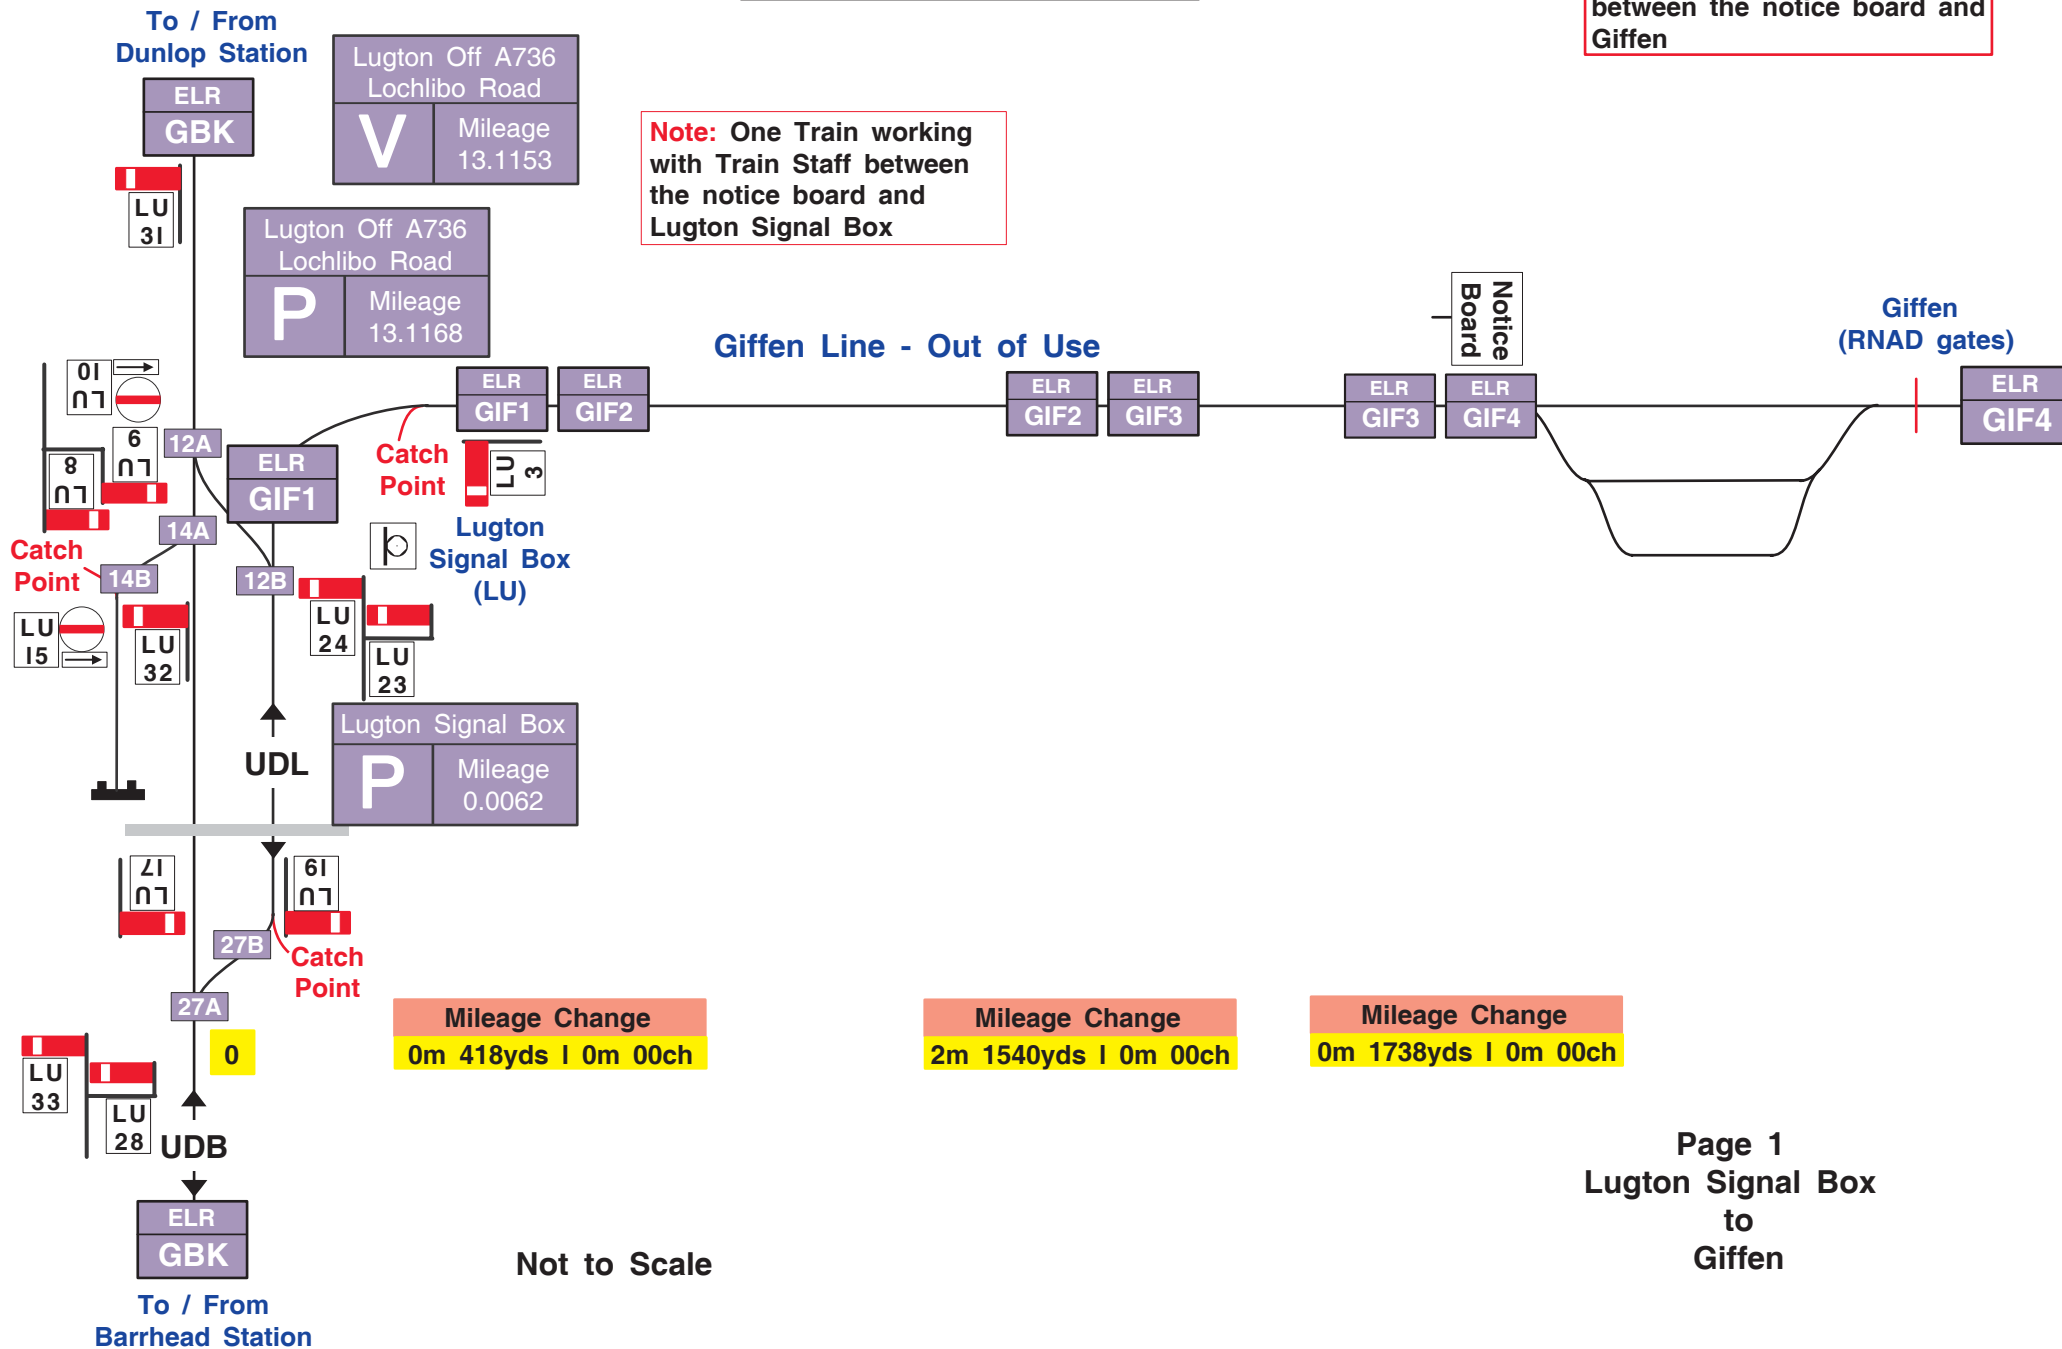 between the notice board and
Giffen
To / From
Dunlop Station
ELR
GBK
Lugton Off A736
Lochlibo Road
V
Mileage
13.1153
Note: One Train working
with Train Staff between
the notice board and
Lugton Signal Box
LU
31
Lugton Off A736
Lochlibo Road
P
Mileage
13.1168
Notice
Board
Giffen
(RNAD gates)
Giffen Line - Out of Use
LU
10
ELR
GIF1
ELR
GIF2
ELR
GIF2
ELR
GIF3
ELR
GIF3
ELR
GIF4
ELR
GIF4
LU
9
12A
LU
8
ELR
GIF1
Catch
Point
LU
3
14A
Lugton
Signal Box
(LU)
Catch
Point
14B
12B
LU
15
LU
32
LU
24
LU
23
Lugton Signal Box
P
Mileage
0.0062
UDL
LU
17
LU
19
27B
Catch
Point
27A
Mileage Change
0m 418yds I 0m 00ch
Mileage Change
2m 1540yds I 0m 00ch
Mileage Change
0m 1738yds I 0m 00ch
0
LU
33
LU
28
UDB
Page 1
Lugton Signal Box
to
Giffen
ELR
GBK
Not to Scale
To / From
Barrhead Station